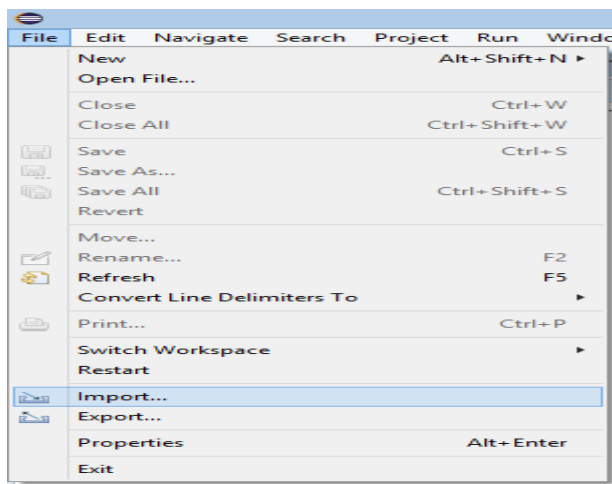 File Edit Navigate Search Project Run Windo
New Alt+Shift+N
Open File...
Close Ctrl+W
Close All Ctrl+Shift+W
Save Ctrl+S
Save As...
Save All Ctrl+Shift+S
Revert
Move...
Rename... F2
Refresh F5
Convert Line Delimiters To
Print... Ctrl+P
Switch Workspace
Restart
Import...
Export...
Properties Alt+Enter
Exit